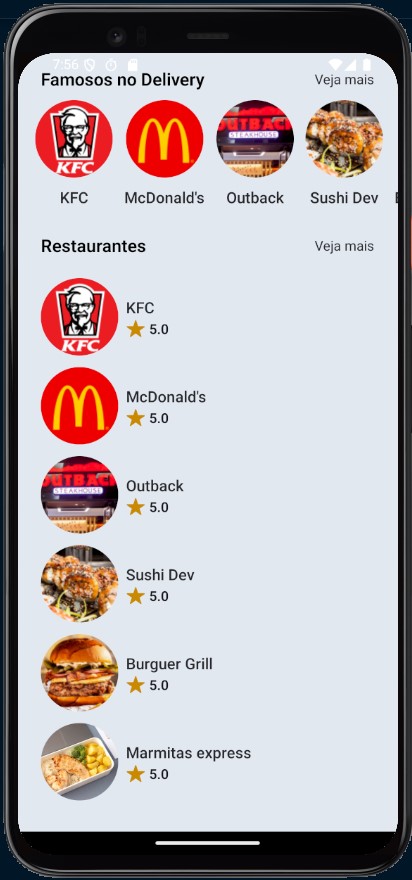 7:56
Famosos no Delivery Veja mais
KFC
OUTBACK
STEAKHOUSE
KFC McDonald's Outback Sushi Dev
Restaurantes Veja mais
KFC
KFC
5.0
McDonald's
5.0
OUTBACK
STEAKHOUSE
Outback
5.0
Sushi Dev
5.0
Burguer Grill
5.0
Marmitas express
5.0